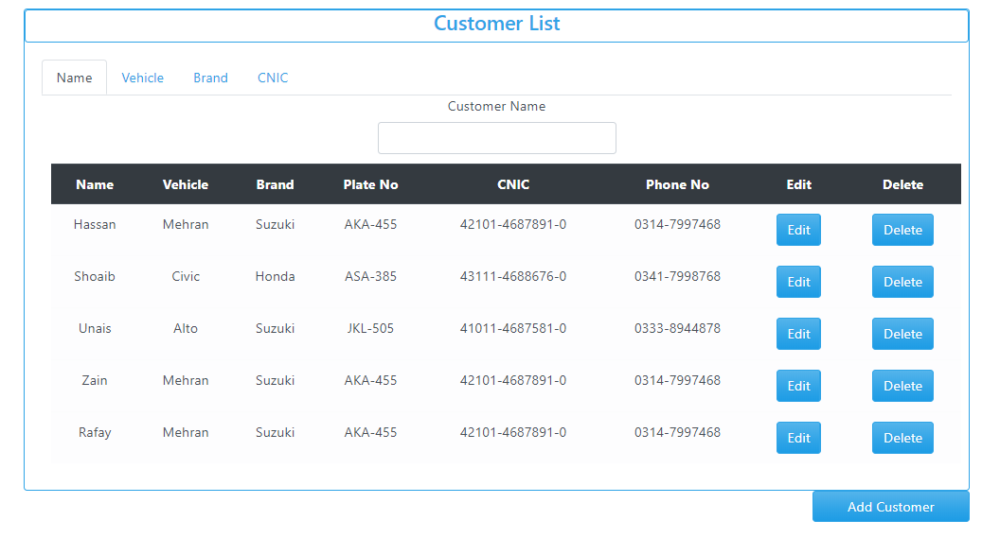 Customer List
Name Vehicle Brand CNIC
Customer Name
Name Vehicle Brand Plate No CNIC Phone No Edit Delete
Hassan Mehran Suzuki AKA-455 42101-4687891-0 0314-7997468 Edit Delete
Shoaib Civic Honda ASA-385 43111-4688676-0 0341-7998768 Edit Delete
Unais Alto Suzuki JKL-505 41011-4687581-0 0333-8944878 Edit Delete
Zain Mehran Suzuki AKA-455 42101-4687891-0 0314-7997468 Edit Delete
Rafay Mehran Suzuki AKA-455 42101-4687891-0 0314-7997468 Edit Delete
Add Customer